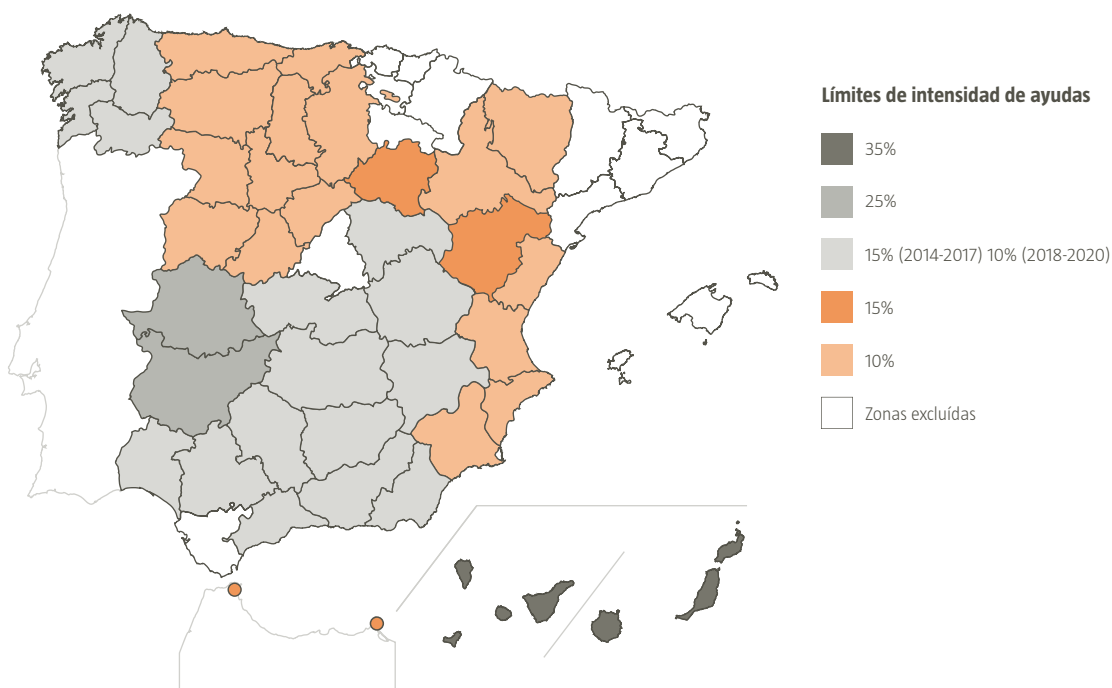 Límites de intensidad de ayudas
35%
25%
15% (2014-2017) 10% (2018-2020)
15%
10%
Zonas excluídas